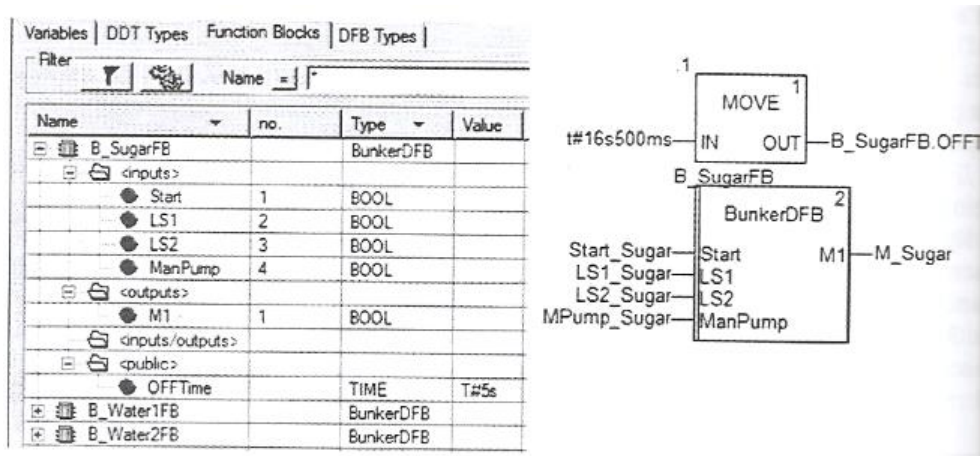 Variables DDT Types Function Blocks DFB Types
Filter
Name = *
Name no. Type Value
B_SugarFB BunkerDFB
<inputs>
Start 1 BOOL
LS1 2 BOOL
LS2 3 BOOL
ManPump 4 BOOL
<outputs>
M1 1 BOOL
<inputs/outputs>
<public>
OFFTime TIME T#5s
B_Water1FB BunkerDFB
B_Water2FB BunkerDFB
.1
MOVE 1
t#16s500ms IN OUT B_SugarFB.OFFT
B_SugarFB
BunkerDFB 2
Start_Sugar Start M1 M_Sugar
LS1_Sugar LS1
LS2_Sugar LS2
MPump_Sugar ManPump